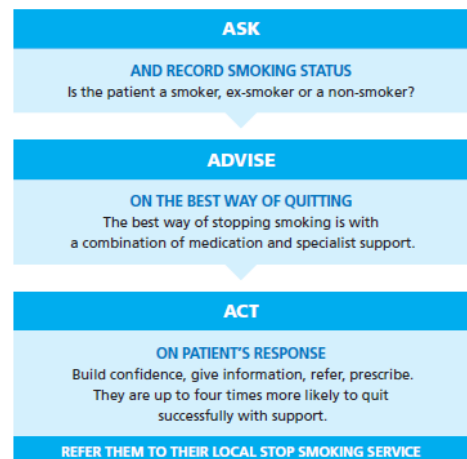 ASK
AND RECORD SMOKING STATUS
Is the patient a smoker, ex-smoker or a non-smoker?
ADVISE
ON THE BEST WAY OF QUITTING
The best way of stopping smoking is with
a combination of medication and specialist support.
ACT
ON PATIENT'S RESPONSE
Build confidence, give information, refer, prescribe.
They are up to four times more likely to quit
successfully with support.
REFER THEM TO THEIR LOCAL STOP SMOKING SERVICE